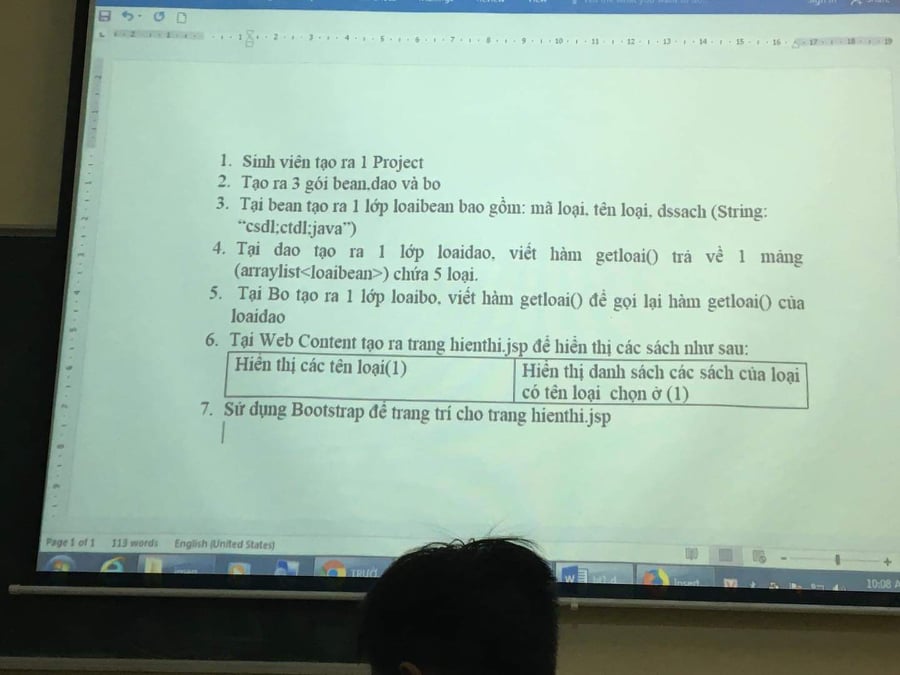 1. Sinh viên tạo ra 1 Project
2. Tạo ra 3 gói bean,dao và bo
3. Tại bean tạo ra 1 lớp loaibean bao gồm: mã loại, tên loại, dssach (String:
“csdl;ctdl;java”)
4. Tại dao tạo ra 1 lớp loaidao, viết hàm getloai() trả về 1 mảng
(arraylist<loaibean>) chứa 5 loại.
5. Tại Bo tạo ra 1 lớp loaibo, viết hàm getloai() để gọi lại hàm getloai() của
loaidao
6. Tại Web Content tạo ra trang hienthi.jsp để hiển thị các sách như sau:
Hiển thị các tên loại(1)
Hiển thị danh sách các sách của loại
có tên loại chọn ở (1)
7. Sử dụng Bootstrap để trang trí cho trang hienthi.jsp
Page 1 of 1 113 words English (United States)
10:08 A